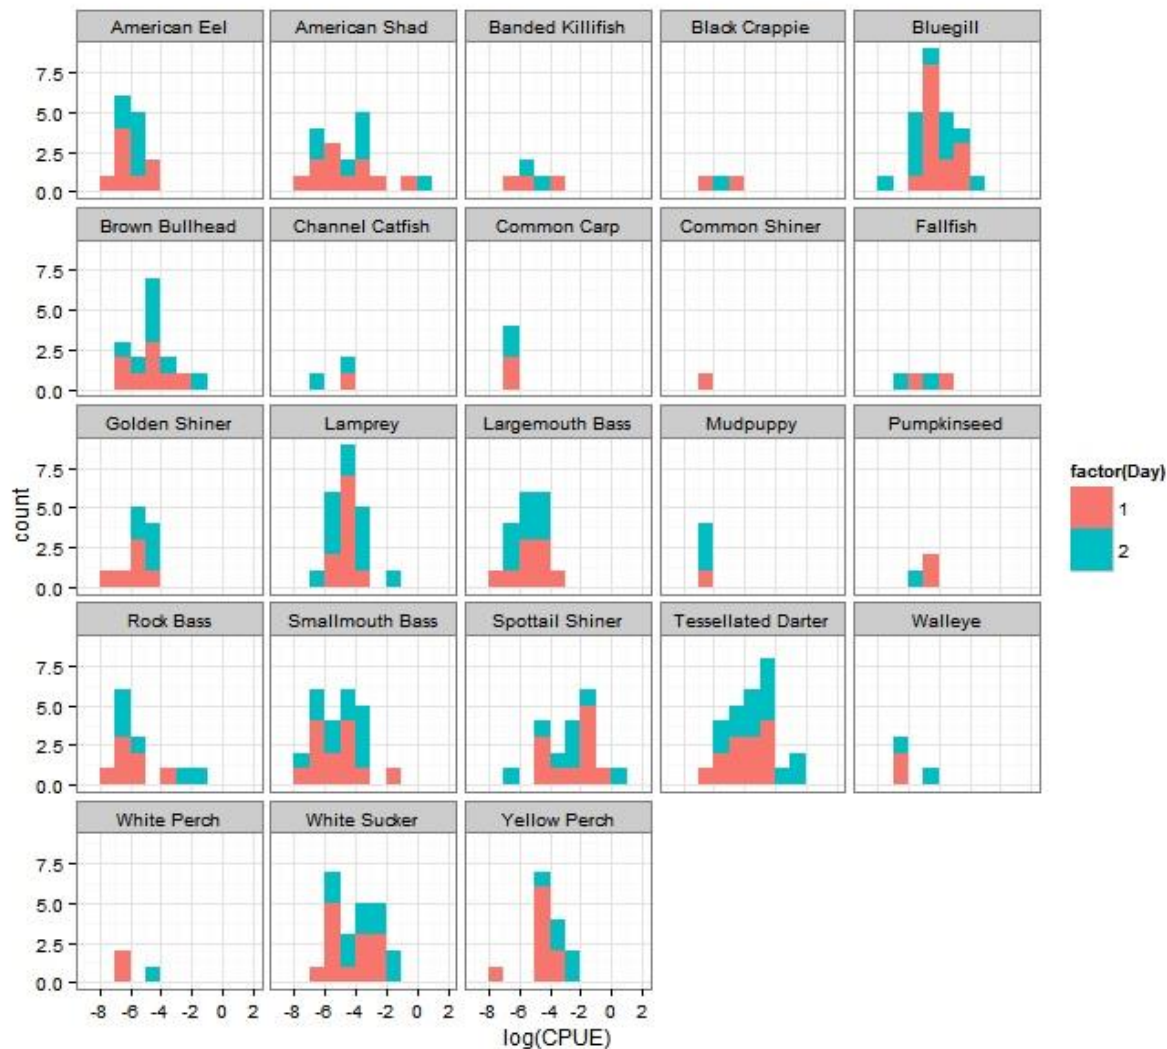 American Eel American Shad Banded Killifish Black Crappie Bluegill
7.5
5.0
2.5
0.0
Brown Bullhead Channel Catfish Common Carp Common Shiner Fallfish
7.5
5.0
2.5
0.0
Golden Shiner Lamprey Largemouth Bass Mudpuppy Pumpkinseed
7.5
5.0
2.5
0.0
count
factor(Day)
1
2
Rock Bass Smallmouth Bass Spottail Shiner Tessellated Darter Walleye
7.5
5.0
2.5
0.0
White Perch White Sucker Yellow Perch
7.5
5.0
2.5
0.0
-8 -6 -4 -2 0 2 -8 -6 -4 -2 0 2 -8 -6 -4 -2 0 2
log(CPUE)